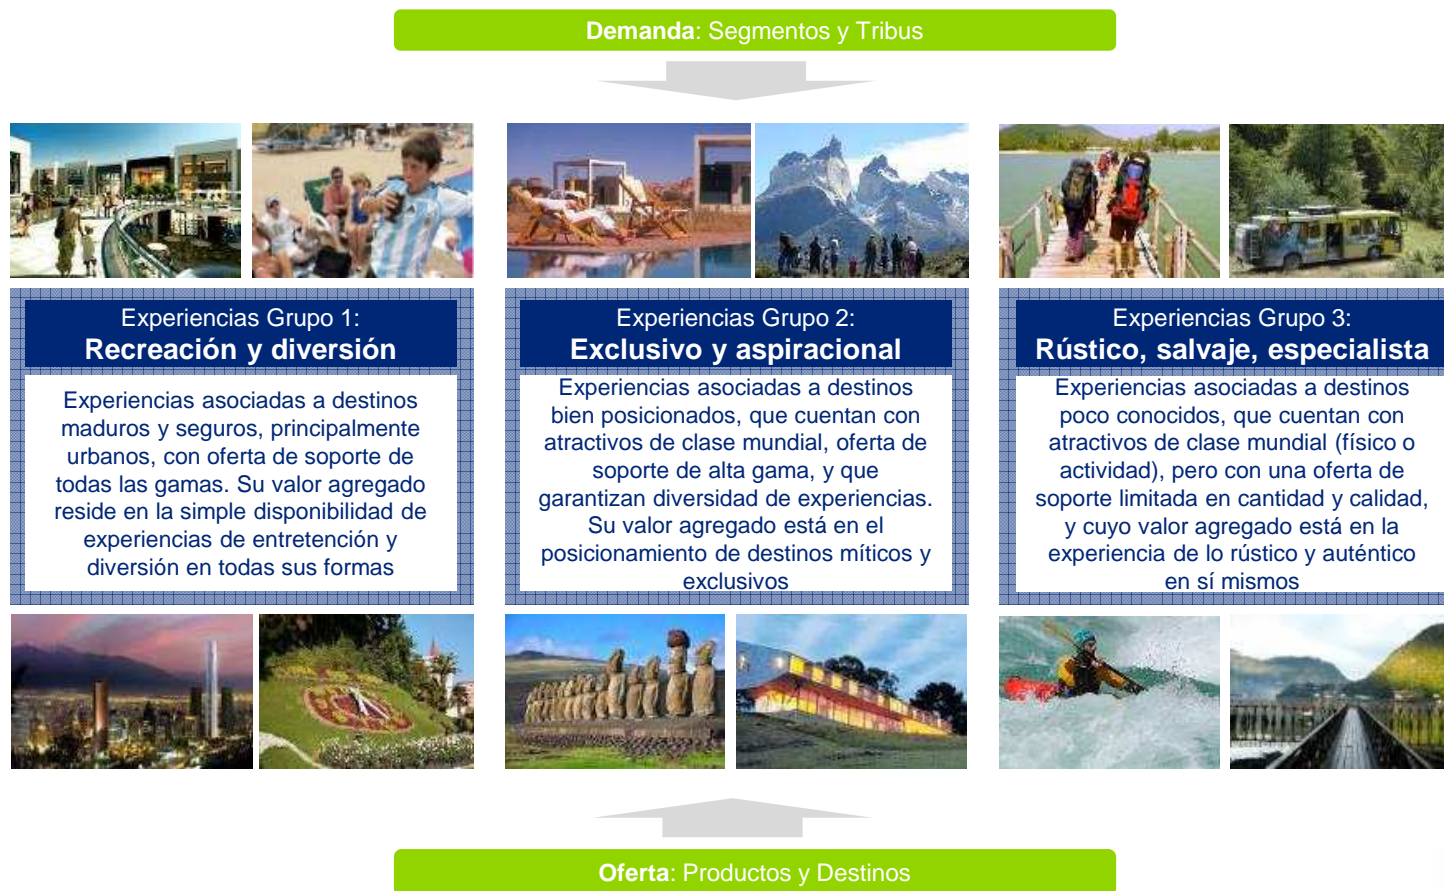 Demanda: Segmentos y Tribus
Experiencias Grupo 1:
Recreación y diversión
Experiencias asociadas a destinos
maduros y seguros, principalmente
urbanos, con oferta de soporte de
todas las gamas. Su valor agregado
reside en la simple disponibilidad de
experiencias de entretención y
diversión en todas sus formas
Experiencias Grupo 2:
Exclusivo y aspiracional
Experiencias asociadas a destinos
bien posicionados, que cuentan con
atractivos de clase mundial, oferta de
soporte de alta gama, y que
garantizan diversidad de experiencias.
Su valor agregado está en el
posicionamiento de destinos míticos y
exclusivos
Experiencias Grupo 3:
Rústico, salvaje, especialista
Experiencias asociadas a destinos
poco conocidos, que cuentan con
atractivos de clase mundial (físico o
actividad), pero con una oferta de
soporte limitada en cantidad y calidad,
y cuyo valor agregado está en la
experiencia de lo rústico y auténtico
en sí mismos
Oferta: Productos y Destinos